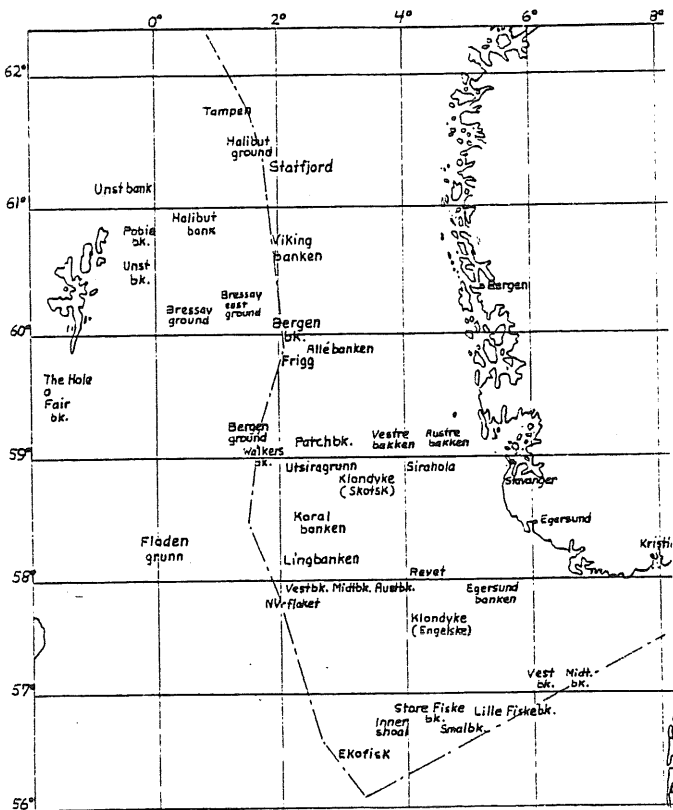 0° 2° 4° 6° 8°
62°
Tampen
Halibut
ground
Statfjord
Unst bank
61°
Pobie
bk.
Halibut
bank
Viking
banken
Unst
bk.
Bergen
Bressay
ground
Bressay
east
ground
60°
Bergen
bk.
Allébanken
Frigg
The Hole
Fair
bk.
Bergen
ground
Walkers
bk.
Patchbk.
Vestre
bakken
Austre
bakken
59°
Utsiragrunn
Sirahola
Klondyke
(Skotsk)
Stavanger
Koral
banken
Egersund
Fladen
grunn
Lingbanken
Revet
Kristi
58°
Vestbk. Midtbk. Austbk.
Egersund
banken
NV-flaket
Klondyke
(Engelske)
57°
Vest
bk.
Midt.
bk.
Store Fiske
bk.
Lille Fiskebk.
Inner
shoal
Smalbk.
Ekofisk
56°